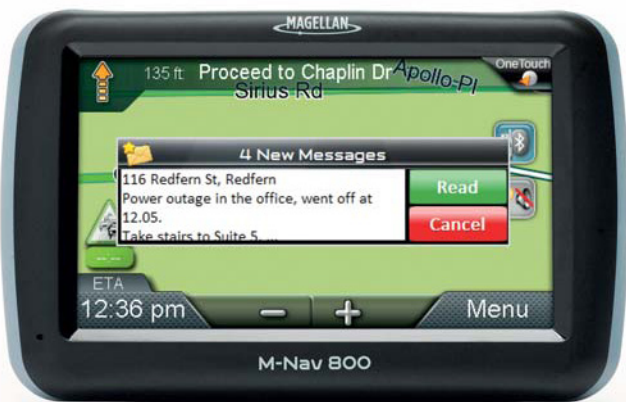 MAGELLAN
135 ft Proceed to Chaplin Dr
Apollo-Pl
OneTouch
Sirius Rd
4 New Messages
116 Redfern St, Redfern
Power outage in the office, went off at
12.05.
Take stairs to Suite 5. ...
Read
Cancel
--:--
ETA
12:36 pm
Menu
M-Nav 800